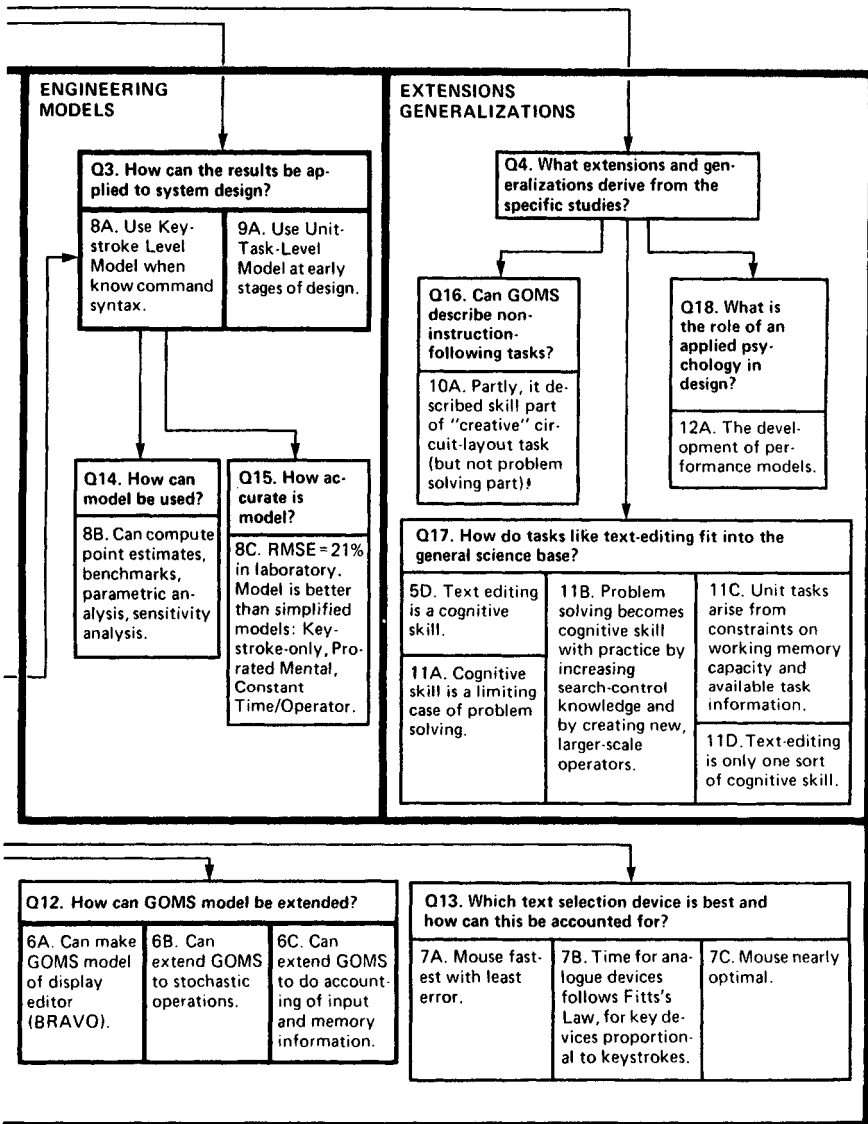 ENGINEERING
MODELS
Q3. How can the results be ap-
plied to system design?
8A. Use Key-
stroke Level
Model when
know command
syntax.
9A. Use Unit-
Task-Level
Model at early
stages of design.
Q14. How can
model be used?
8B. Can compute
point estimates,
benchmarks,
parametric an-
alysis, sensitivity
analysis.
Q15. How ac-
curate is
model?
8C. RMSE = 21%
in laboratory.
Model is better
than simplified
models: Key-
stroke-only, Pro-
rated Mental,
Constant
Time/Operator.
EXTENSIONS
GENERALIZATIONS
Q4. What extensions and gen-
eralizations derive from the
specific studies?
Q16. Can GOMS
describe non-
instruction-
following tasks?
10A. Partly, it de-
scribed skill part
of "creative" cir-
cuit-layout task
(but not problem
solving part)!
Q18. What is
the role of an
applied psy-
chology in
design?
12A. The devel-
opment of per-
formance models.
Q17. How do tasks like text-editing fit into the
general science base?
5D. Text editing
is a cognitive
skill.
11A. Cognitive
skill is a limiting
case of problem
solving.
11B. Problem
solving becomes
cognitive skill
with practice by
increasing
search-control
knowledge and
by creating new,
larger-scale
operators.
11C. Unit tasks
arise from
constraints on
working memory
capacity and
available task
information.
11D. Text-editing
is only one sort
of cognitive skill.
Q12. How can GOMS model be extended?
6A. Can make
GOMS model
of display
editor
(BRAVO).
6B. Can
extend GOMS
to stochastic
operations.
6C. Can
extend GOMS
to do account-
ing of input
and memory
information.
Q13. Which text selection device is best and
how can this be accounted for?
7A. Mouse fast-
est with least
error.
7B. Time for ana-
logue devices
follows Fitts's
Law, for key de-
vices proportion-
al to keystrokes.
7C. Mouse nearly
optimal.